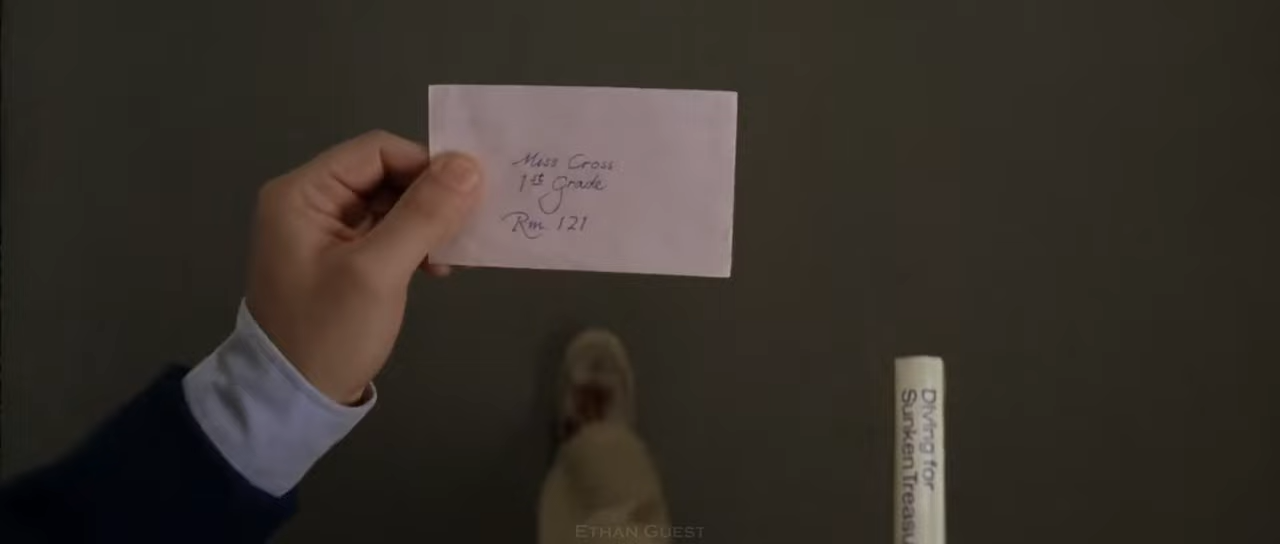 Miss Cross
1st Grade
Rm. 121
Diving for
Sunken Treasu
ETHAN GUEST